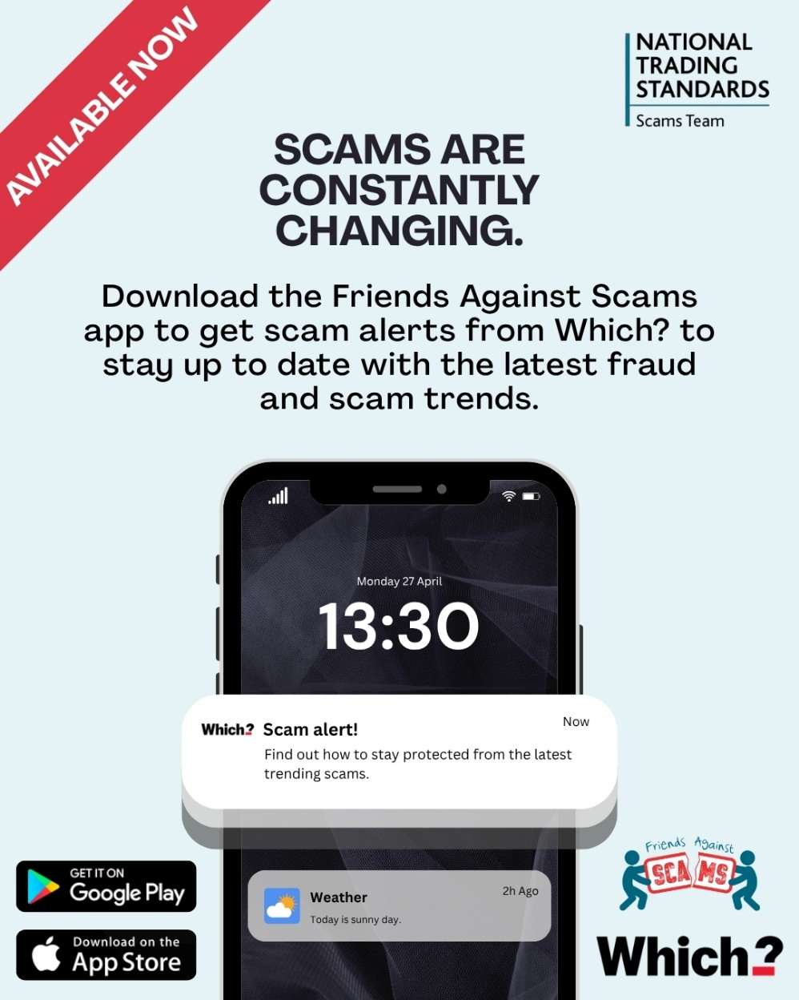 AVAILABLE NOW
NATIONAL
TRADING
STANDARDS
Scams Team
SCAMS ARE
CONSTANTLY
CHANGING.
Download the Friends Against Scams
app to get scam alerts from Which? to
stay up to date with the latest fraud
and scam trends.
Monday 27 April
13:30
Which? Scam alert!
Now
Find out how to stay protected from the latest
trending scams.
Weather
2h Ago
Today is sunny day.
GET IT ON
Google Play
Download on the
App Store
Friends Against
SCAMS
Which?